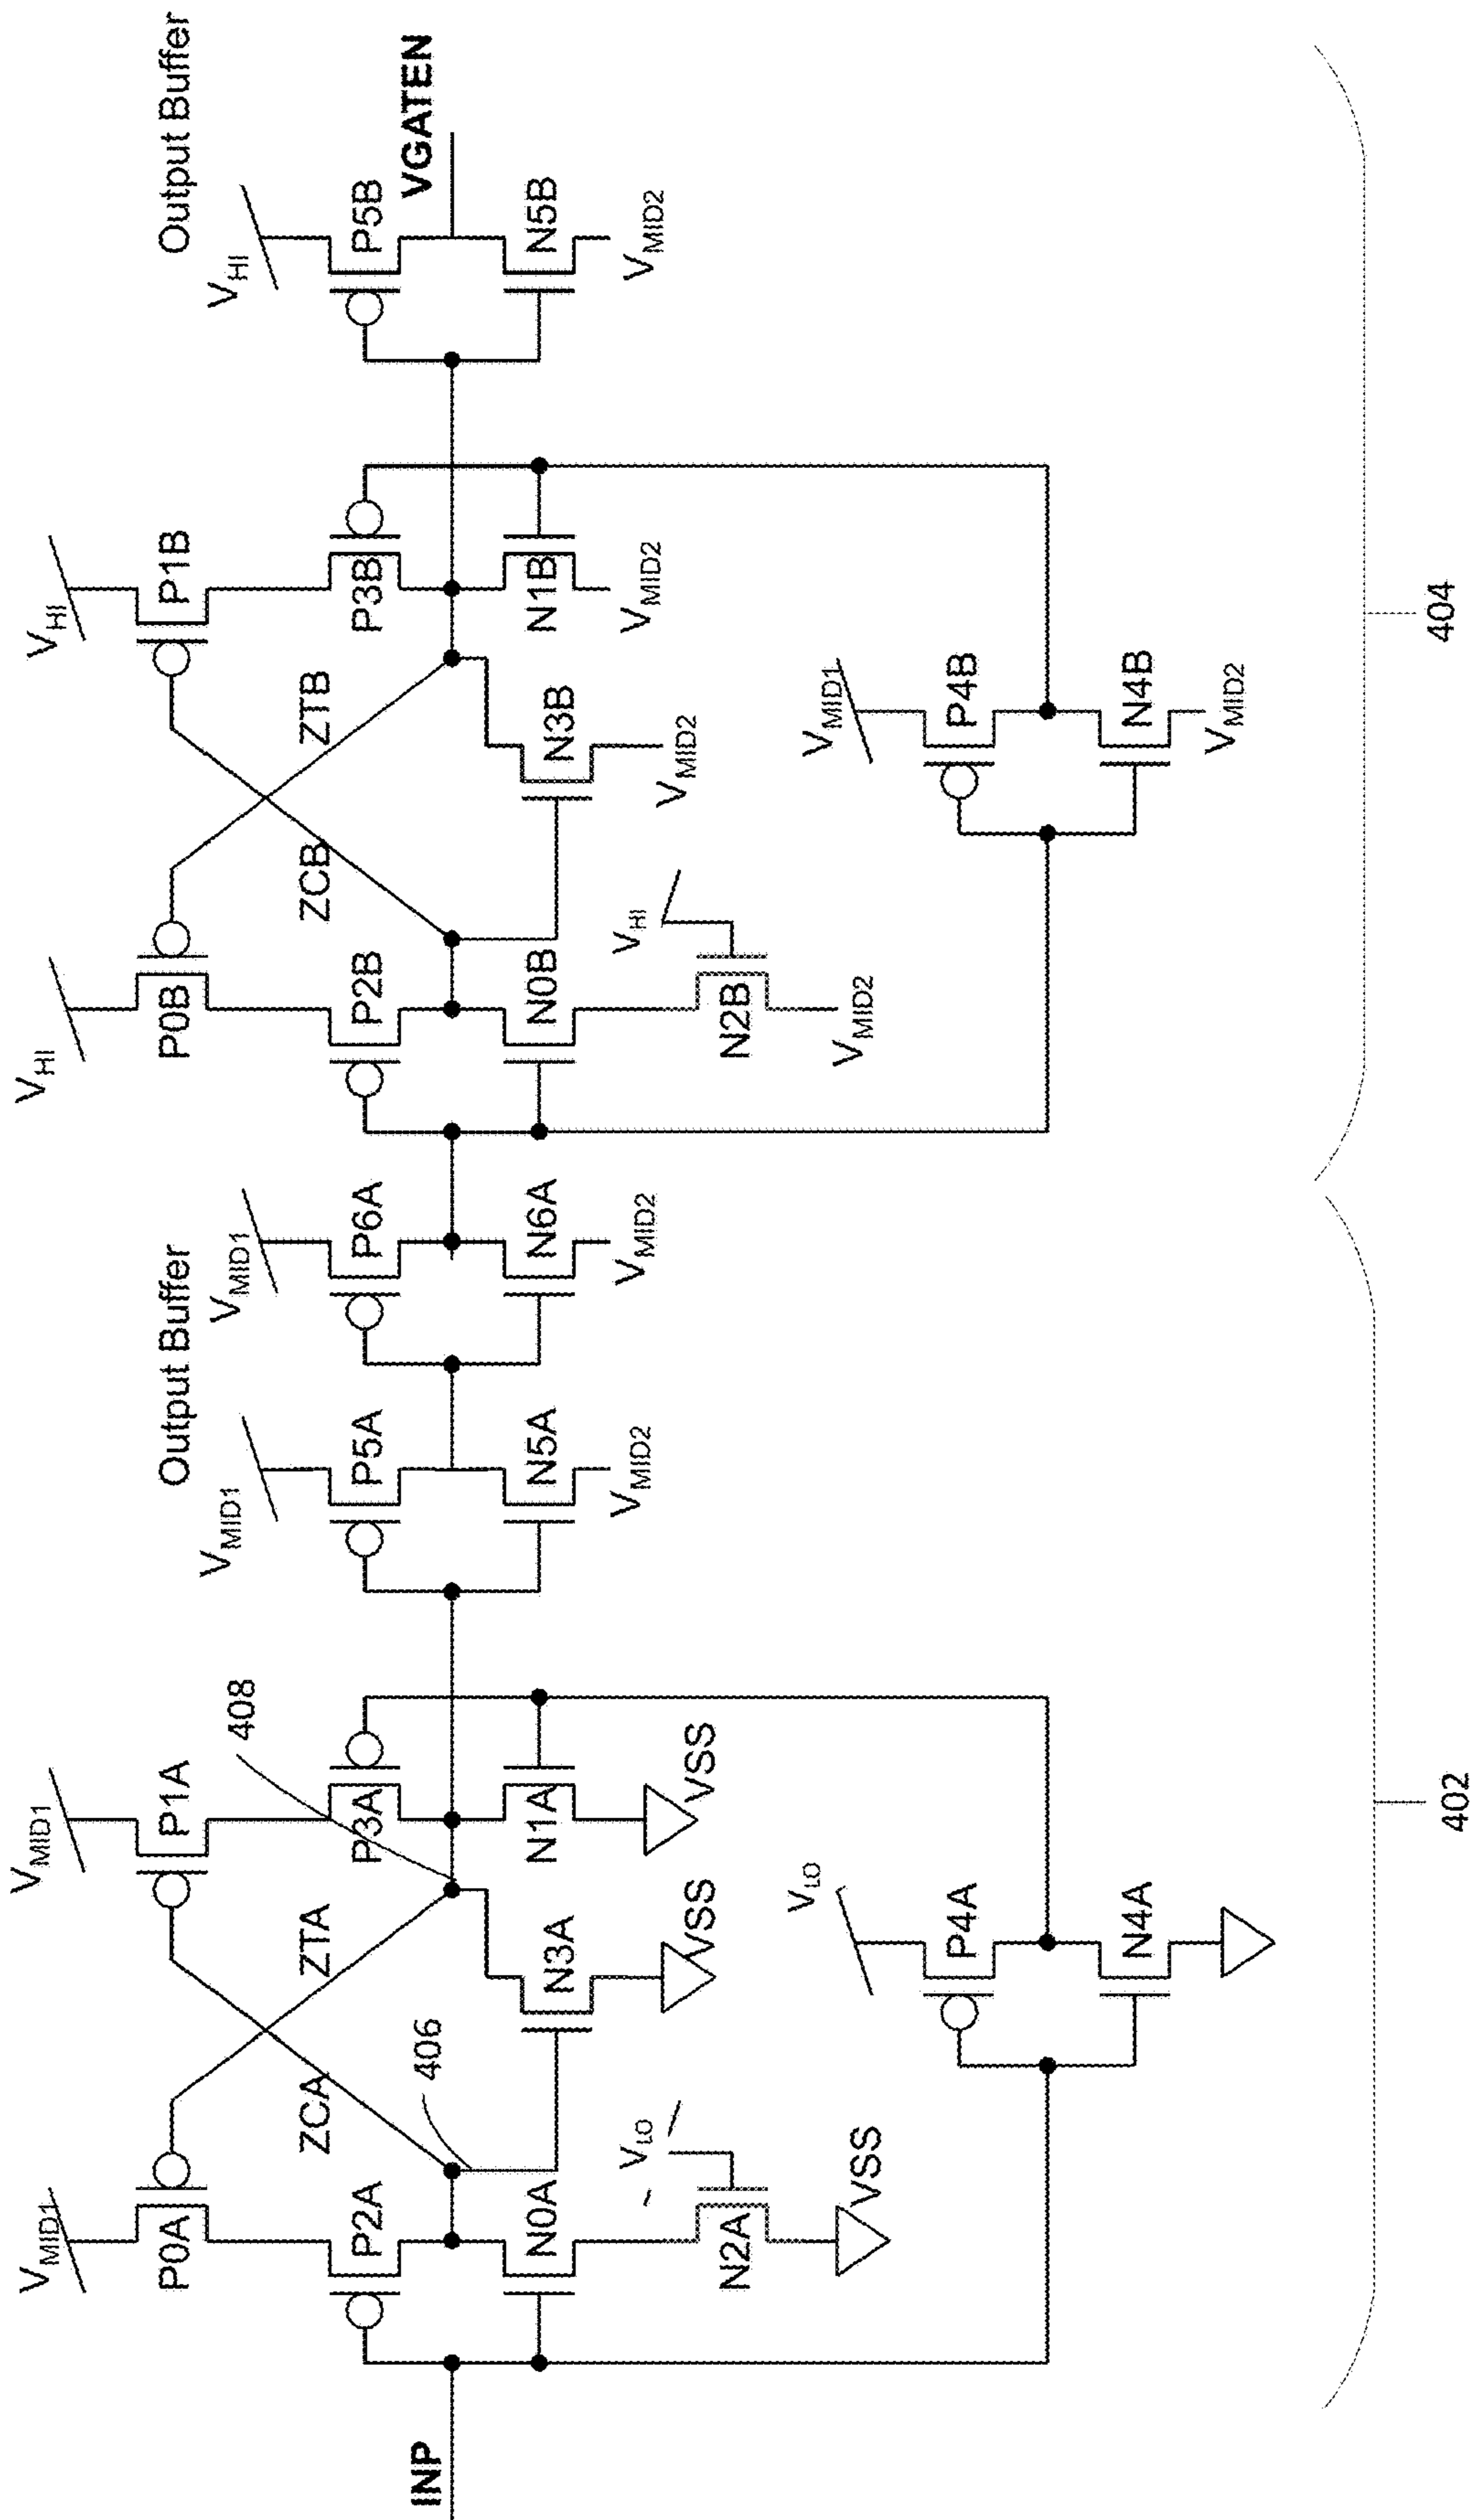 INP
V_MID1
P0A
P2A
N0A
V_LO
N2A
VSS
ZCA
406
ZTA
N3A
VSS
V_MID1
P1A
408
P3A
N1A
VSS
V_LO
P4A
N4A
402
Output Buffer
V_MID1
P5A
N5A
V_MID2
V_MID1
P6A
N6A
V_MID2
V_HI
P0B
P2B
N0B
V_HI
N2B
V_MID2
ZCB
ZTB
N3B
V_MID2
V_HI
P1B
P3B
N1B
V_MID2
V_MID1
P4B
N4B
V_MID2
404
Output Buffer
V_HI
P5B
N5B
V_MID2
VGATEN